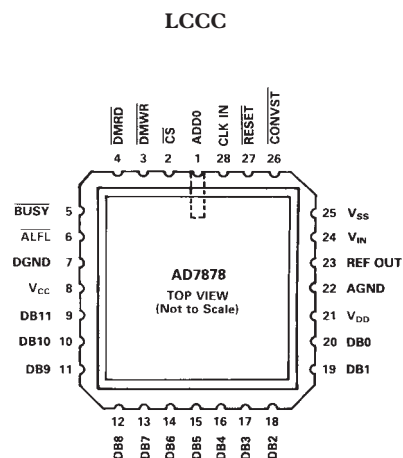 LCCC
DMRD
DMWR
CS
ADD0
CLK IN
RESET
CONVST
4 3 2 1 28 27 26
BUSY 5
ALFL 6
DGND 7
VCC 8
DB11 9
DB10 10
DB9 11
AD7878
TOP VIEW
(Not to Scale)
25 VSS
24 VIN
23 REF OUT
22 AGND
21 VDD
20 DB0
19 DB1
12 13 14 15 16 17 18
DB8
DB7
DB6
DB5
DB4
DB3
DB2